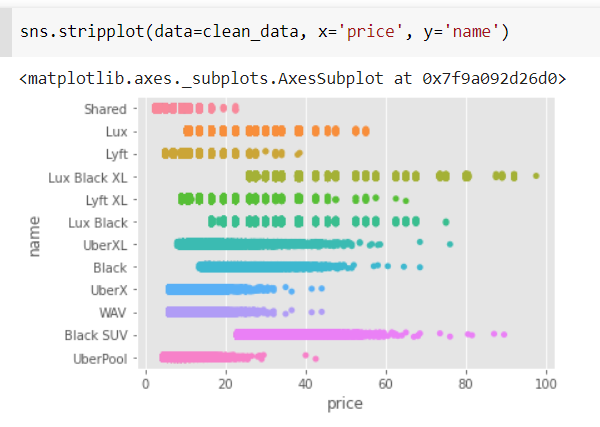 sns.stripplot(data=clean_data, x='price', y='name')
<matplotlib.axes._subplots.AxesSubplot at 0x7f9a092d26d0>
Shared
Lux
Lyft
Lux Black XL
Lyft XL
Lux Black
UberXL
Black
UberX
WAV
Black SUV
UberPool
name
0 20 40 60 80 100
price